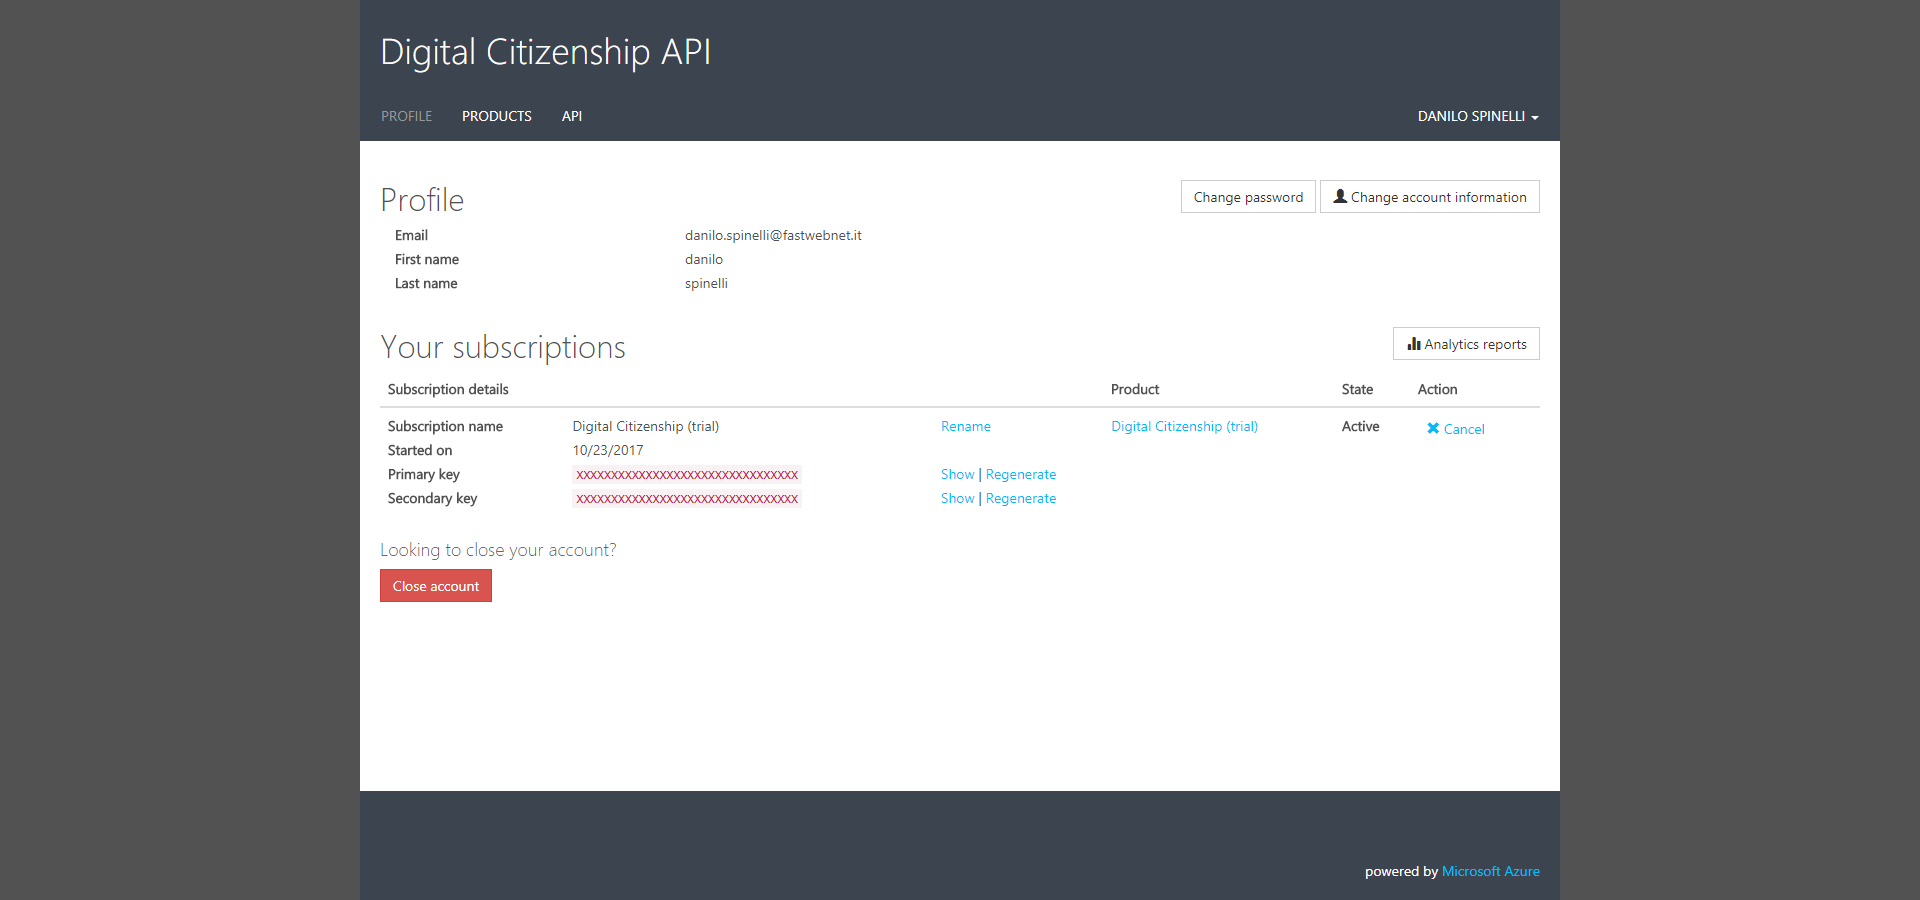 Digital Citizenship API
PROFILE PRODUCTS API DANILO SPINELLI
Profile Change password Change account information
Email danilo.spinelli@fastwebnet.it
First name danilo
Last name spinelli
Your subscriptions Analytics reports
Subscription details Product State Action
Subscription name Digital Citizenship (trial) Rename Digital Citizenship (trial) Active Cancel
Started on 10/23/2017
Primary key XXXXXXXXXXXXXXXXXXXXXXXXXXXXXXXX Show | Regenerate
Secondary key XXXXXXXXXXXXXXXXXXXXXXXXXXXXXXXX Show | Regenerate
Looking to close your account?
Close account
powered by Microsoft Azure